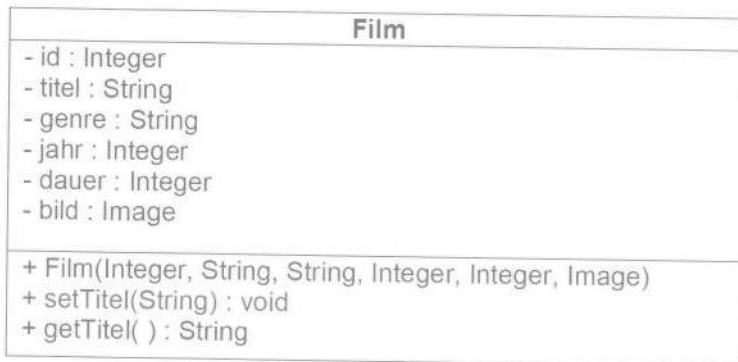 Film
- id : Integer
- titel : String
- genre : String
- jahr : Integer
- dauer : Integer
- bild : Image
+ Film(Integer, String, String, Integer, Integer, Image)
+ setTitel(String) : void
+ getTitel( ) : String